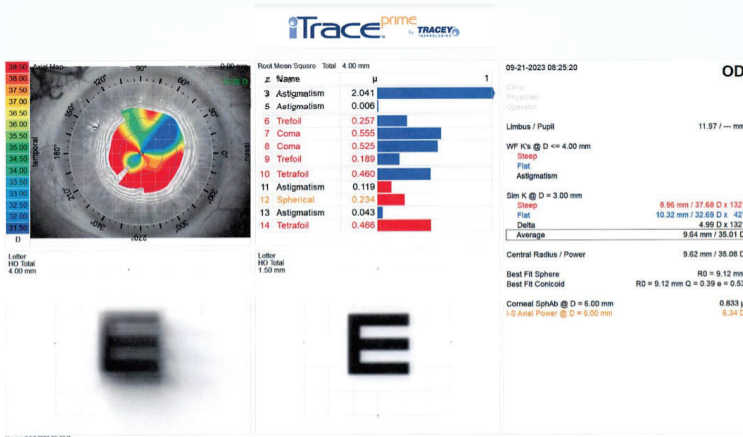 iTrace prime
by TRACEY
TECHNOLOGIES
Axial Map
0.00 mm
OD
38.50
38.00
37.50
37.00
36.50
36.00
35.50
35.00
34.50
34.00
33.50
33.00
32.50
32.00
31.50
D
temporal
90°
60°
120°
30°
150°
0°
180°
210°
240°
270°
Root Mean Square Total 4.00 mm
z Name µ 1
3 Astigmatism 2.041
5 Astigmatism 0.006
6 Trefoil 0.257
7 Coma 0.555
8 Coma 0.525
9 Trefoil 0.189
10 Tetrafoil 0.460
11 Astigmatism 0.119
12 Spherical 0.234
13 Astigmatism 0.043
14 Tetrafoil 0.466
09-21-2023 08:25:20 OD
Clinic
Physician
Operator
Limbus / Pupil 11.97 / --- mm
WF K's @ D <= 4.00 mm
Steep
Flat
Astigmatism
Sim K @ D = 3.00 mm
Steep 8.96 mm / 37.68 D x 132°
Flat 10.32 mm / 32.69 D x 42°
Delta 4.99 D x 132°
Average 9.64 mm / 35.01 D
Central Radius / Power 9.62 mm / 35.08 D
Best Fit Sphere R0 = 9.12 mm
Best Fit Conicoid R0 = 9.12 mm Q = 0.39 e = 0.53
Corneal SphAb @ D = 6.00 mm 0.833 µ
I-S Axial Power @ D = 6.00 mm 6.34 D
Letter
HO Total
4.00 mm
E
Letter
HO Total
1.50 mm
E